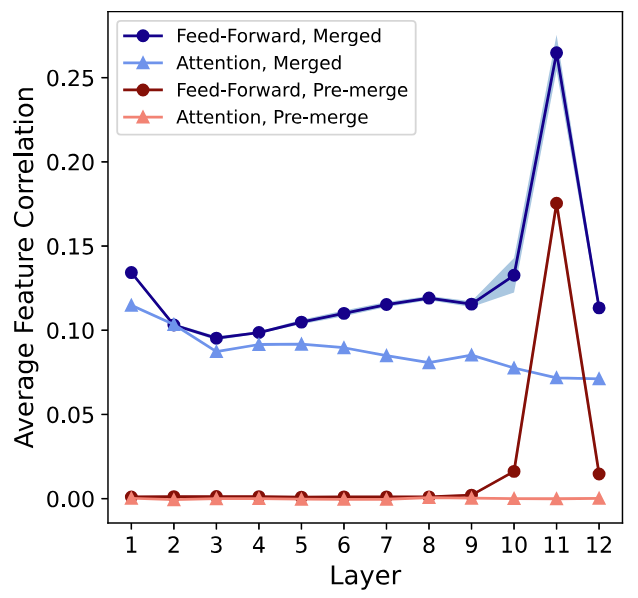 Feed-Forward, Merged
Attention, Merged
Feed-Forward, Pre-merge
Attention, Pre-merge
Average Feature Correlation
0.25
0.20
0.15
0.10
0.05
0.00
1 2 3 4 5 6 7 8 9 10 11 12
Layer